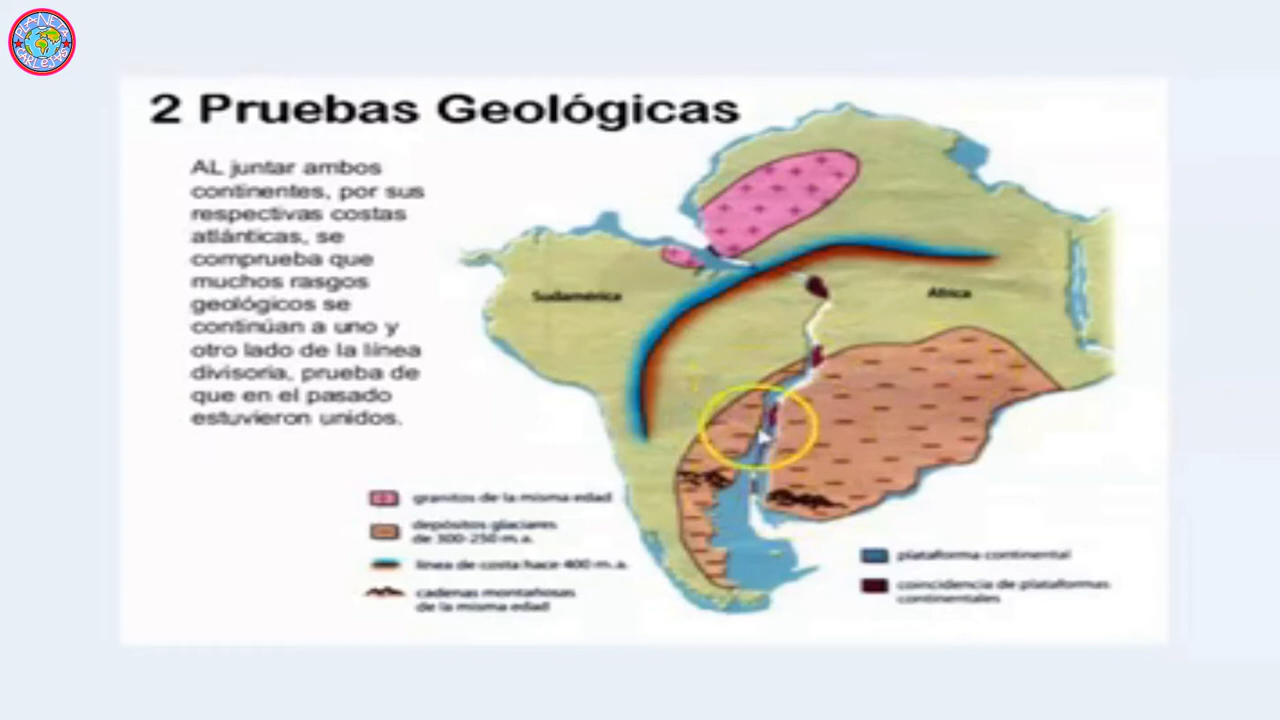 PLANETA
CARLEJAS
2 Pruebas Geológicas
AL juntar ambos
continentes, por sus
respectivas costas
atlánticas, se
comprueba que
muchos rasgos
geológicos se
continúan a uno y
otro lado de la línea
divisoria, prueba de
que en el pasado
estuvieron unidos.
Sudamérica
Africa
granitos de la misma edad
depósitos glaciares
de 300-250 m.a.
línea de costa hace 400 m.a.
cadenas montañosas
de la misma edad
plataforma continental
coincidencia de plataformas
continentales